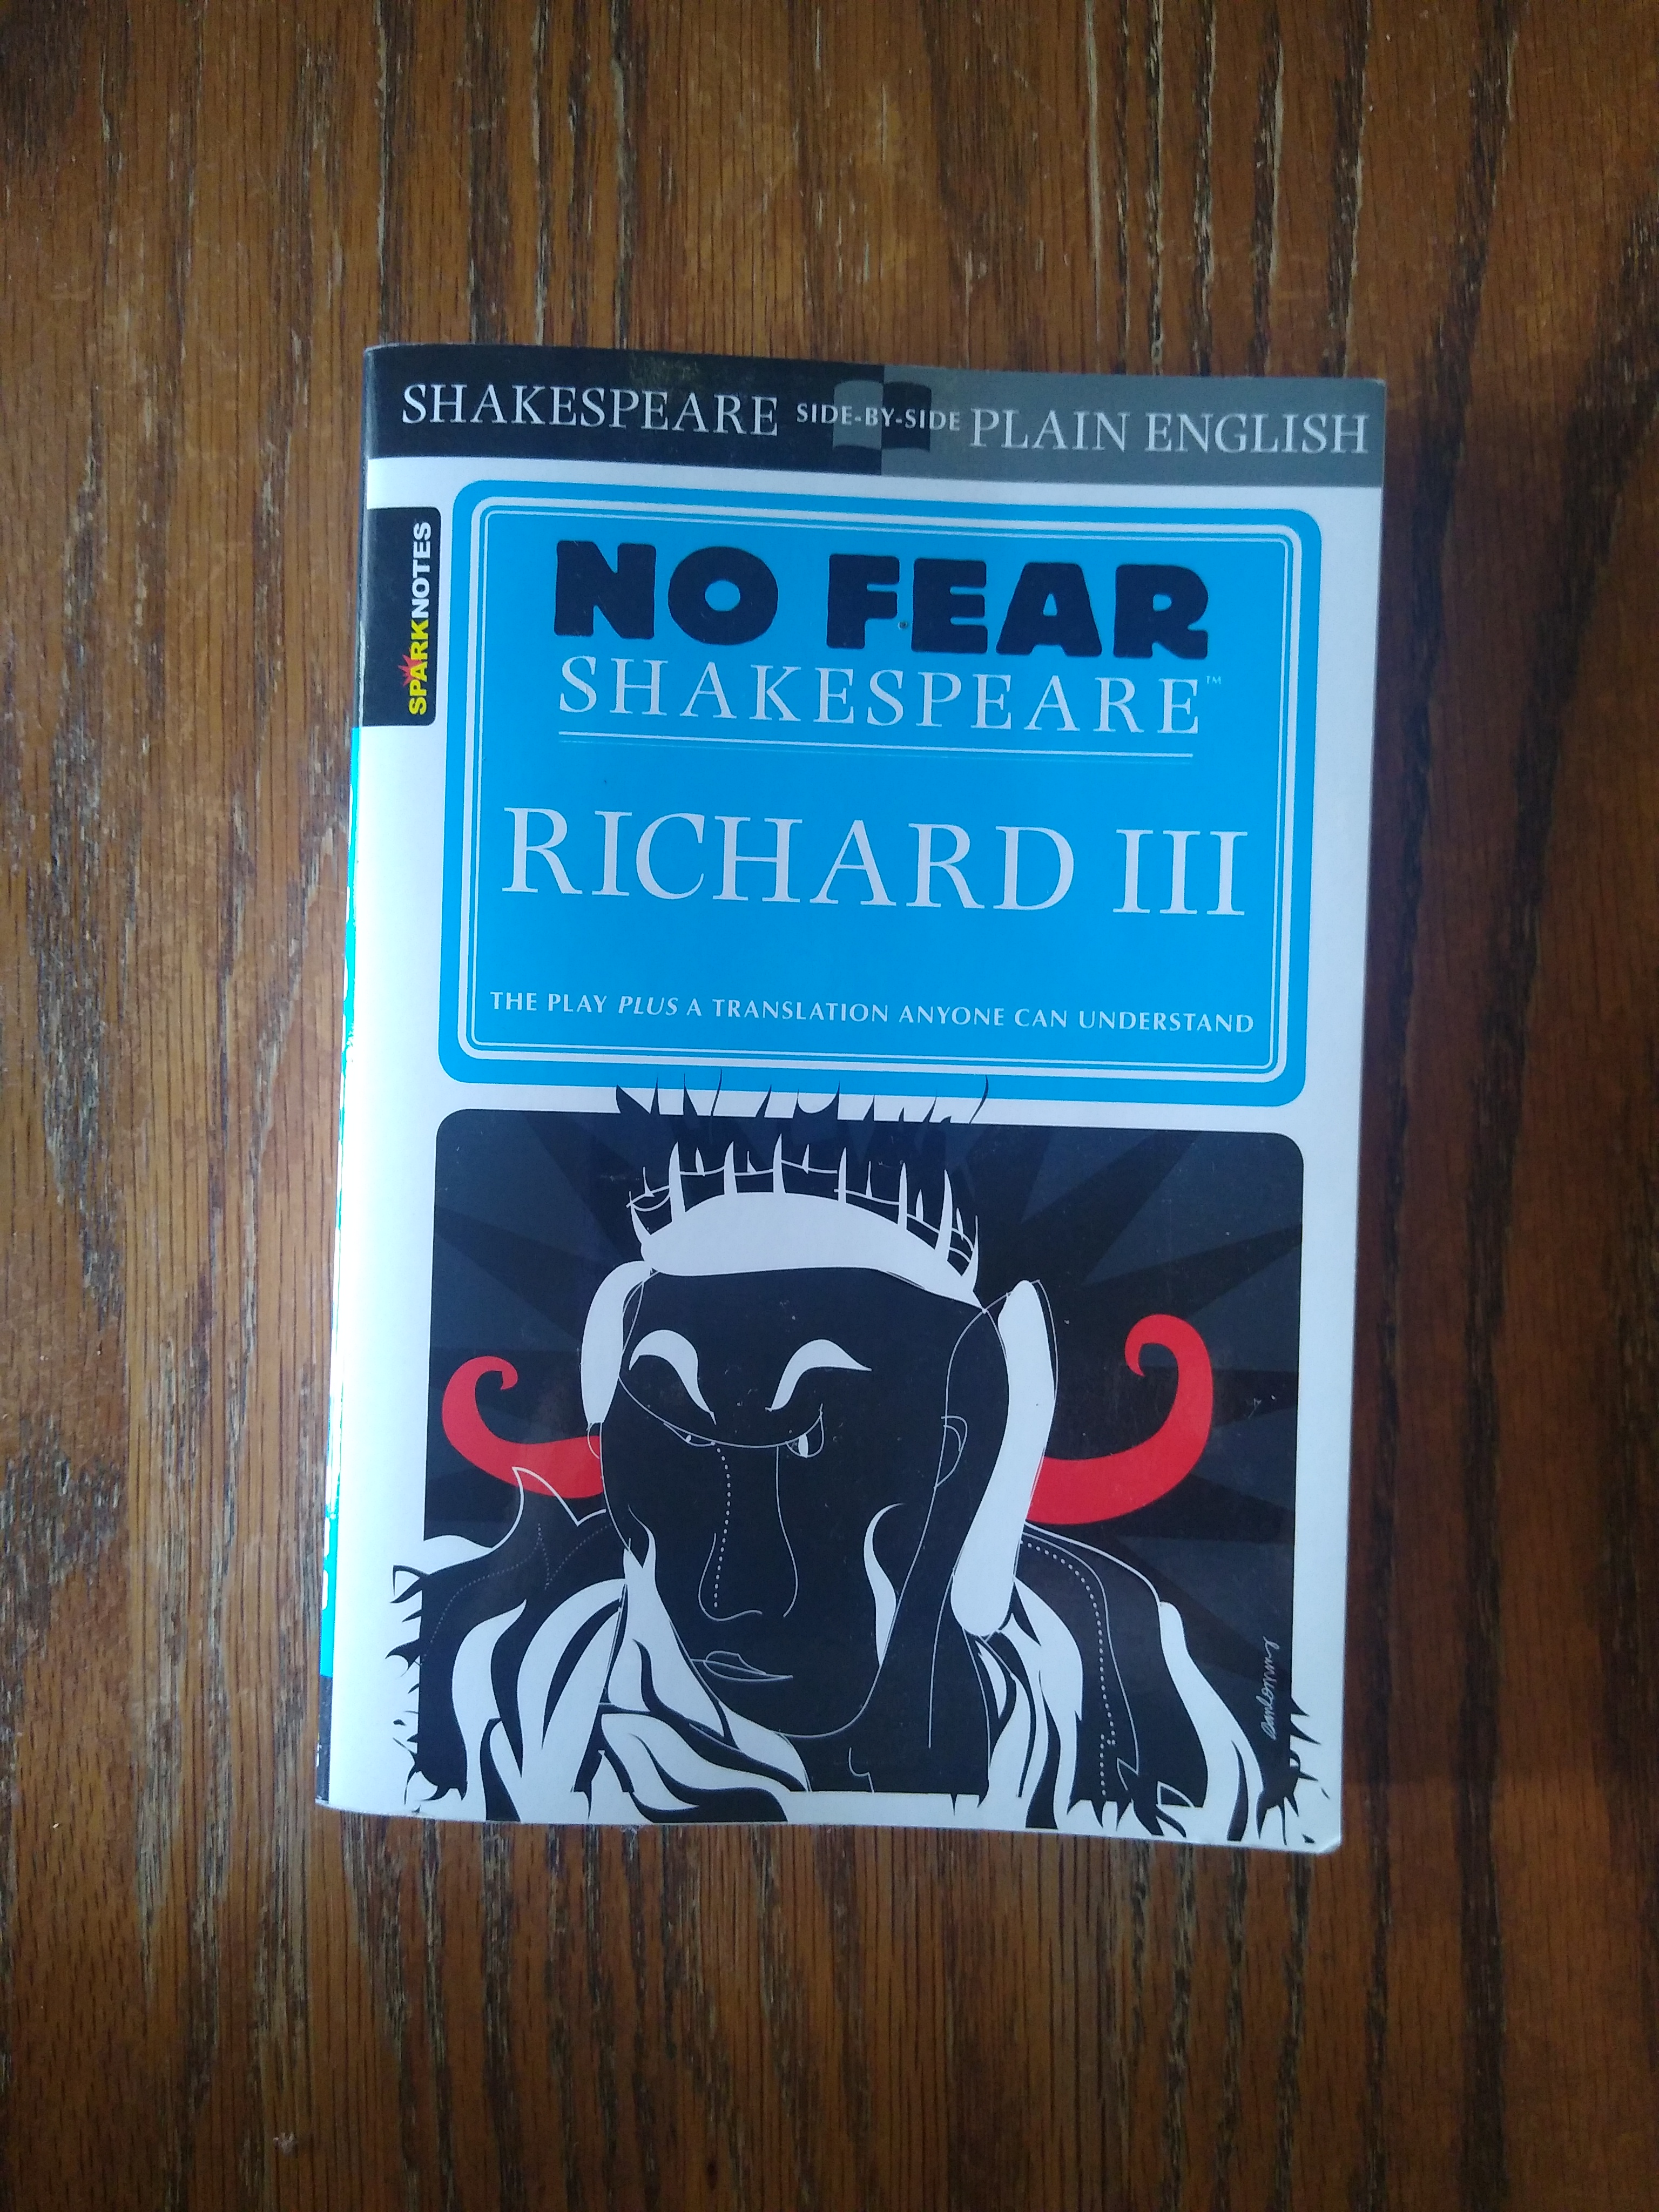 SHAKESPEARE SIDE-BY-SIDE PLAIN ENGLISH
SPARKNOTES
NO FEAR
SHAKESPEARE™
RICHARD III
THE PLAY PLUS A TRANSLATION ANYONE CAN UNDERSTAND